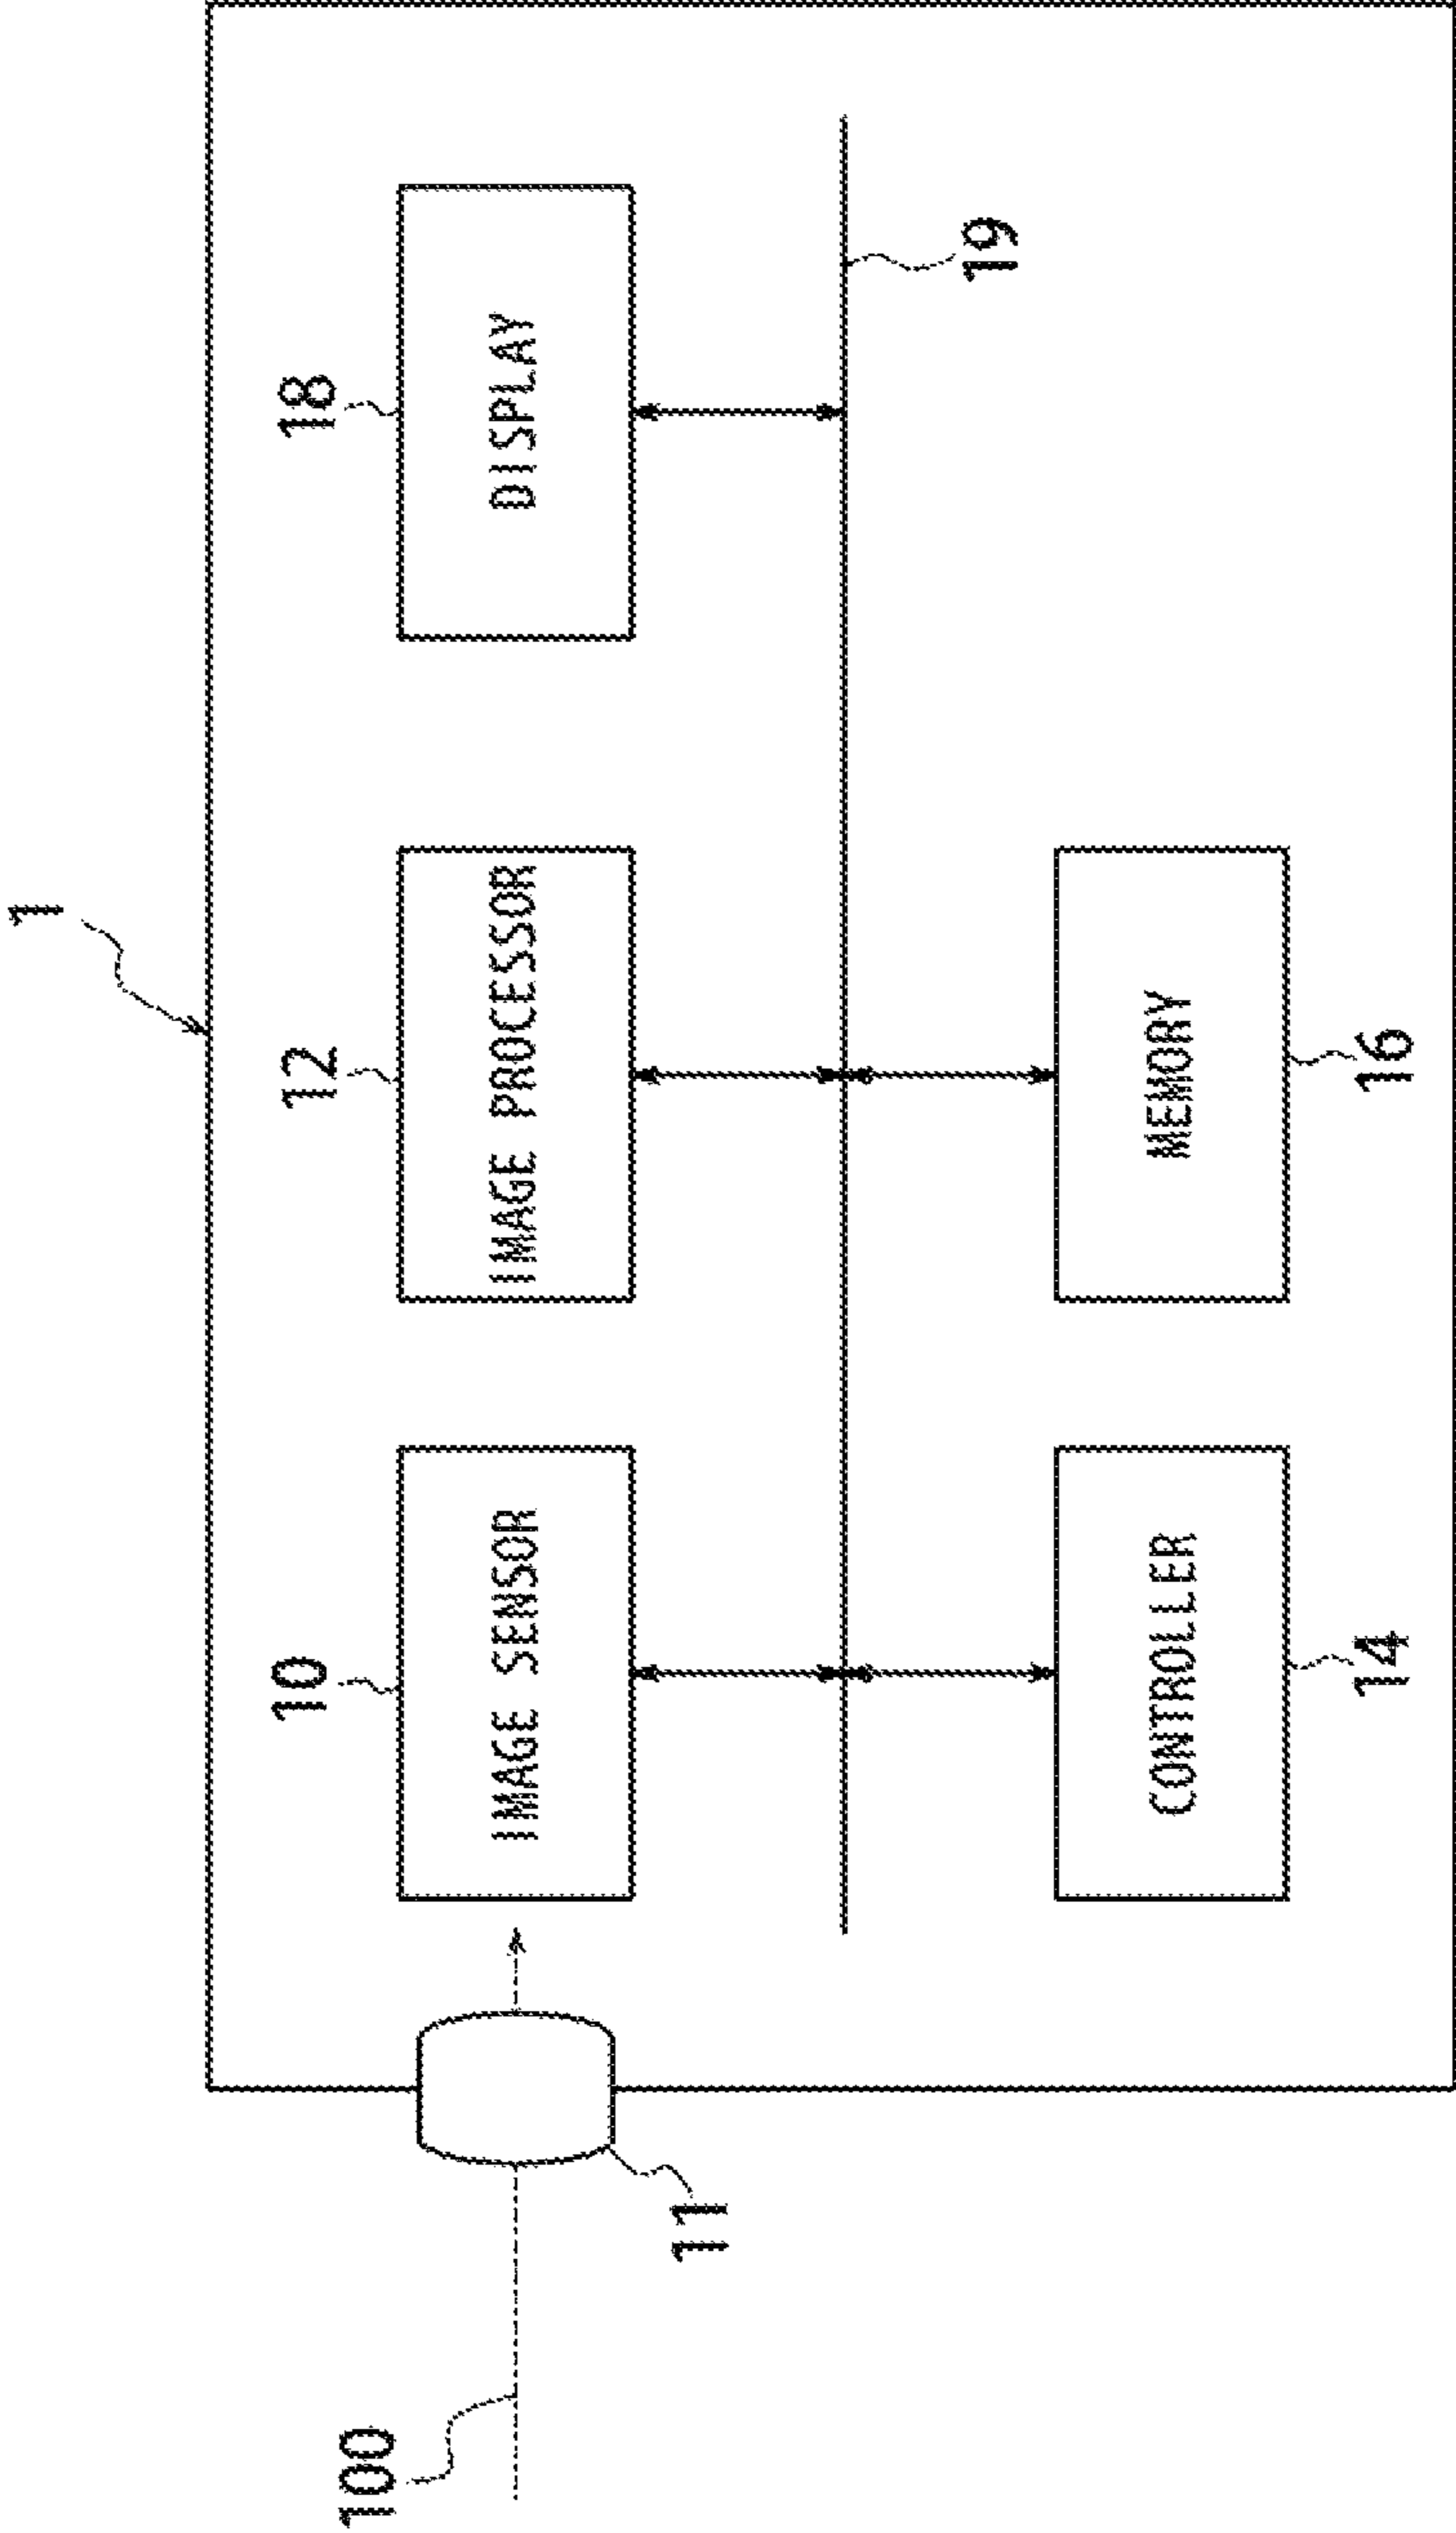 1
10
12
18
IMAGE SENSOR
IMAGE PROCESSOR
DISPLAY
100
11
19
CONTROLLER
MEMORY
14
16